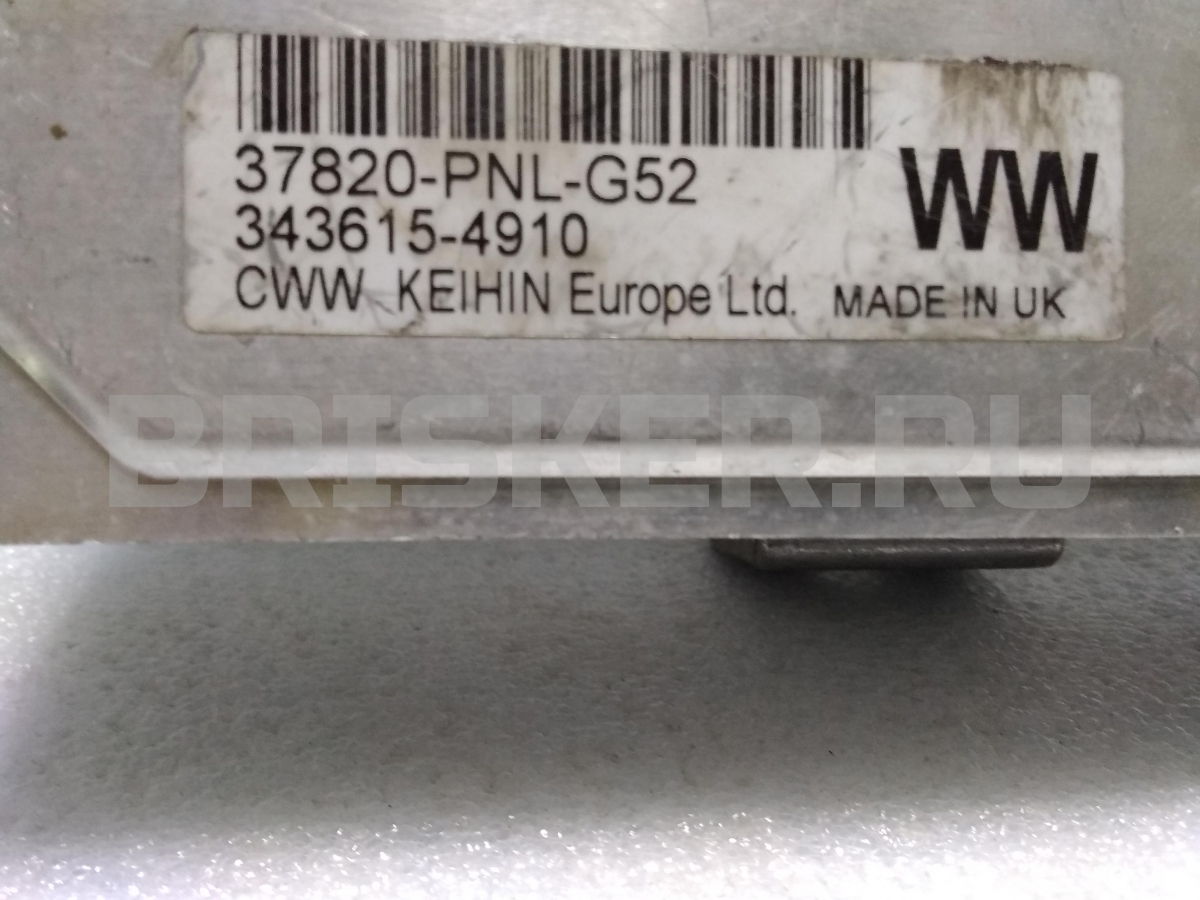 37820-PNL-G52
343615-4910
WW
CWW KEIHIN Europe Ltd. MADE IN UK
BRISKER.RU